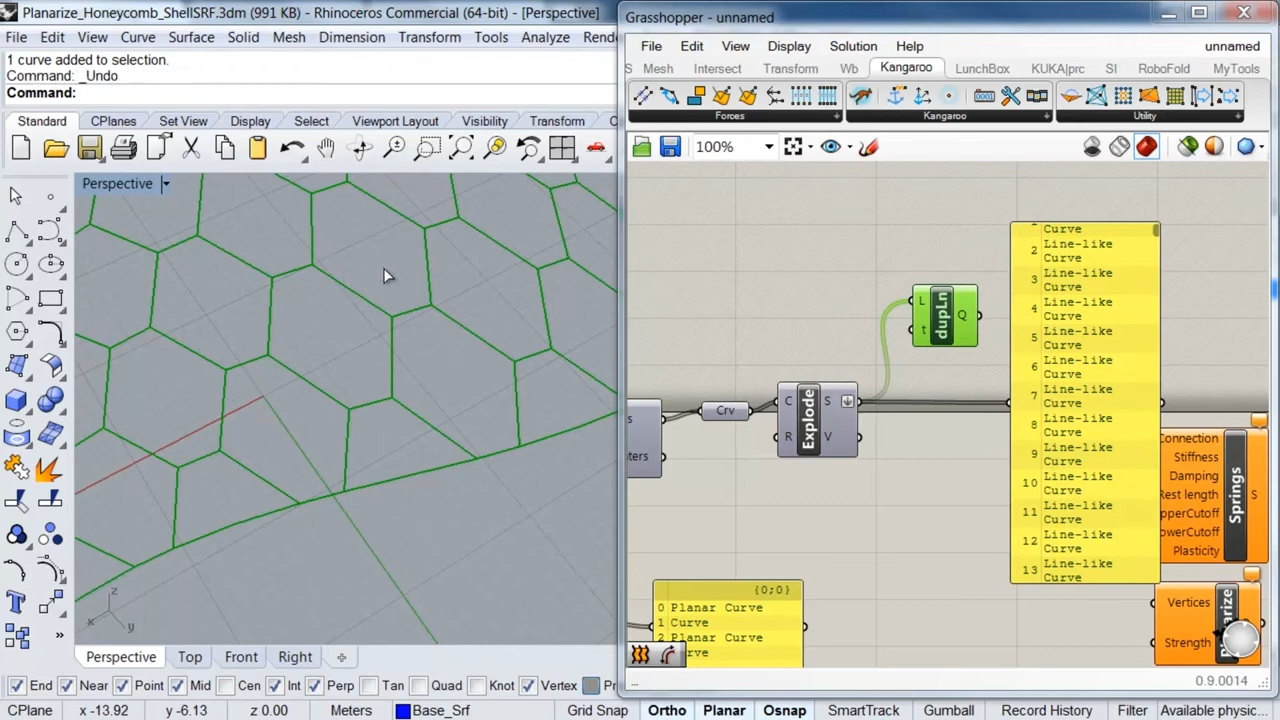 Planarize_Honeycomb_ShellSRF.3dm (991 KB) - Rhinoceros Commercial (64-bit) - [Perspective]
File Edit View Curve Surface Solid Mesh Dimension Transform Tools Analyze
1 curve added to selection.
Command: _Undo
Command:
Standard CPlanes Set View Display Select Viewport Layout Visibility Transform
Perspective
z
x
y
Perspective Top Front Right
End Near Point Mid Cen Int Perp Tan Quad Knot Vertex
CPlane x -13.92 y -6.13 z 0.00 Meters Base_Srf Grid Snap Ortho Planar Osnap SmartTrack Gumball Record History Filter Available physic...
Grasshopper - unnamed
File Edit View Display Solution Help unnamed
S Mesh Intersect Transform Wb Kangaroo LunchBox KUKA|prc SI RoboFold MyTools
Forces Kangaroo Utility
100%
L
t
dupLn
Q
s
ters
Crv
C
R
Explode
S
V
1 Curve
2 Line-like
Curve
3 Line-like
Curve
4 Line-like
Curve
5 Line-like
Curve
6 Line-like
Curve
7 Line-like
Curve
8 Line-like
Curve
9 Line-like
Curve
10 Line-like
Curve
11 Line-like
Curve
12 Line-like
Curve
13 Line-like
Curve
Connection
Stiffness
Damping
Rest length
pperCutoff
owerCutoff
Plasticity
Springs
S
Vertices
Strength
{0;0}
0 Planar Curve
1 Curve
2 Planar Curve
rve
0.9.0014